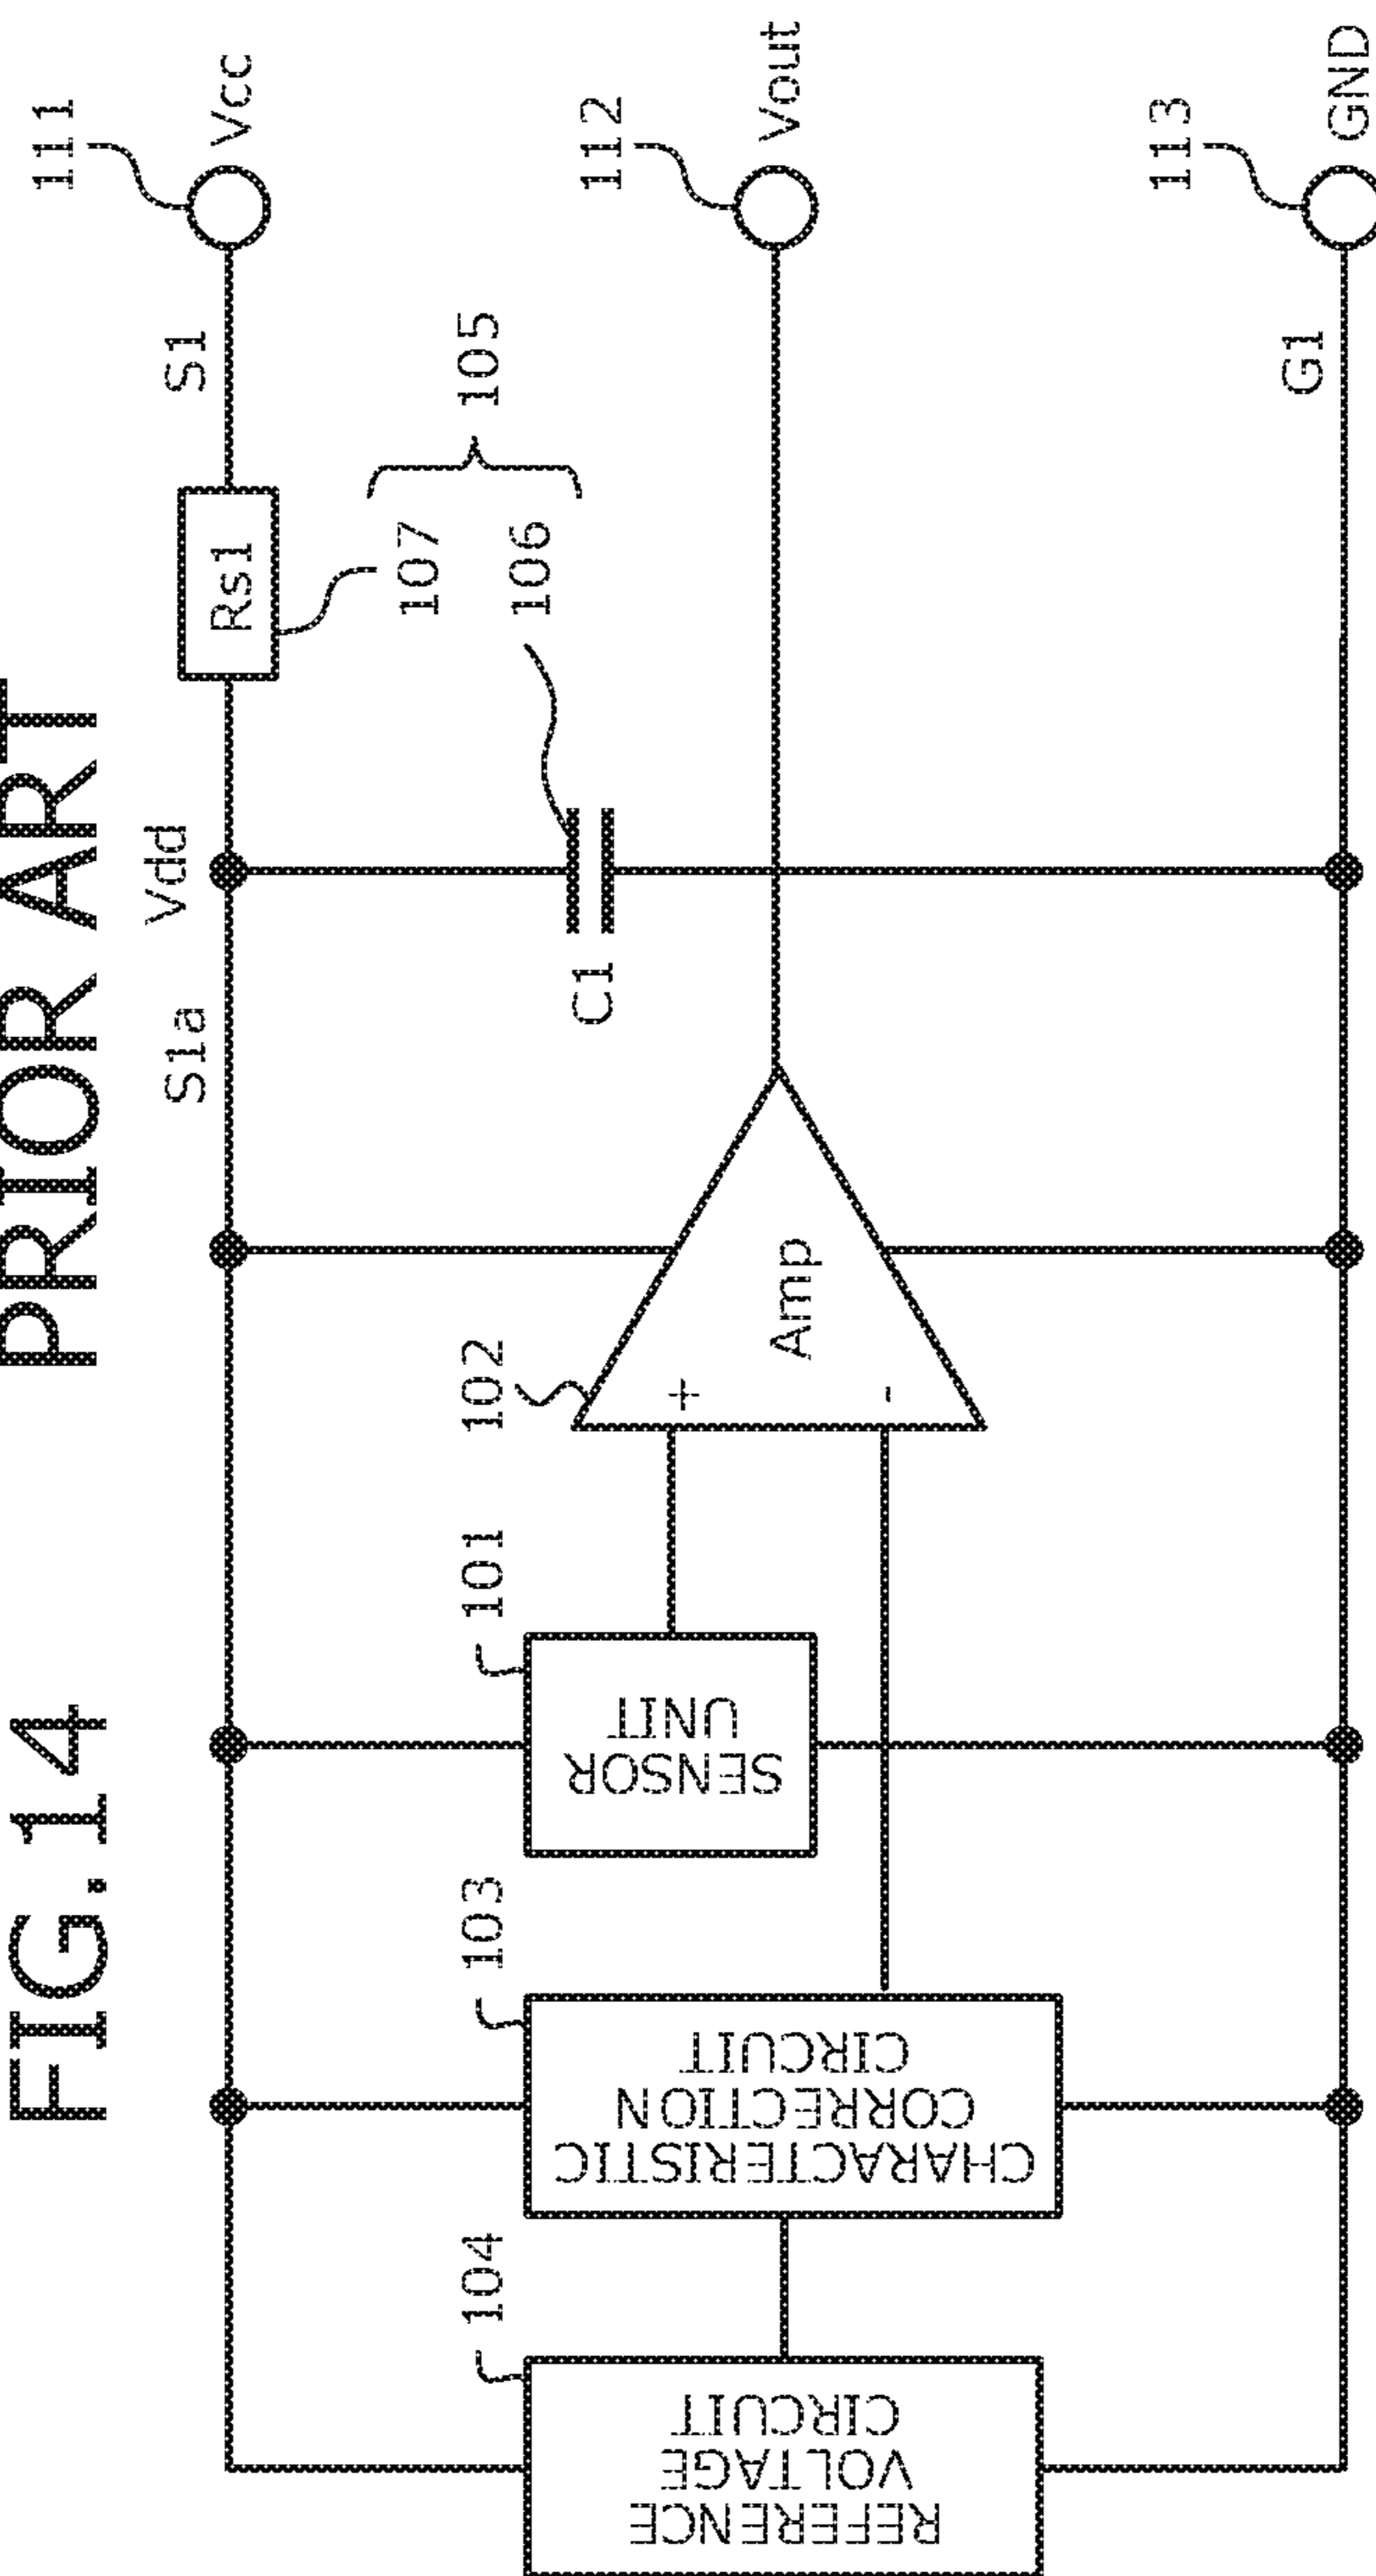 FIG.14
PRIOR ART
111
Vcc
S1
Rs1
Vdd
S1a
107
106
105
C1
112
Vout
102
+
-
Amp
101
SENSOR
UNIT
103
CHARACTERISTIC
CORRECTION
CIRCUIT
104
REFERENCE
VOLTAGE
CIRCUIT
113
GND
G1